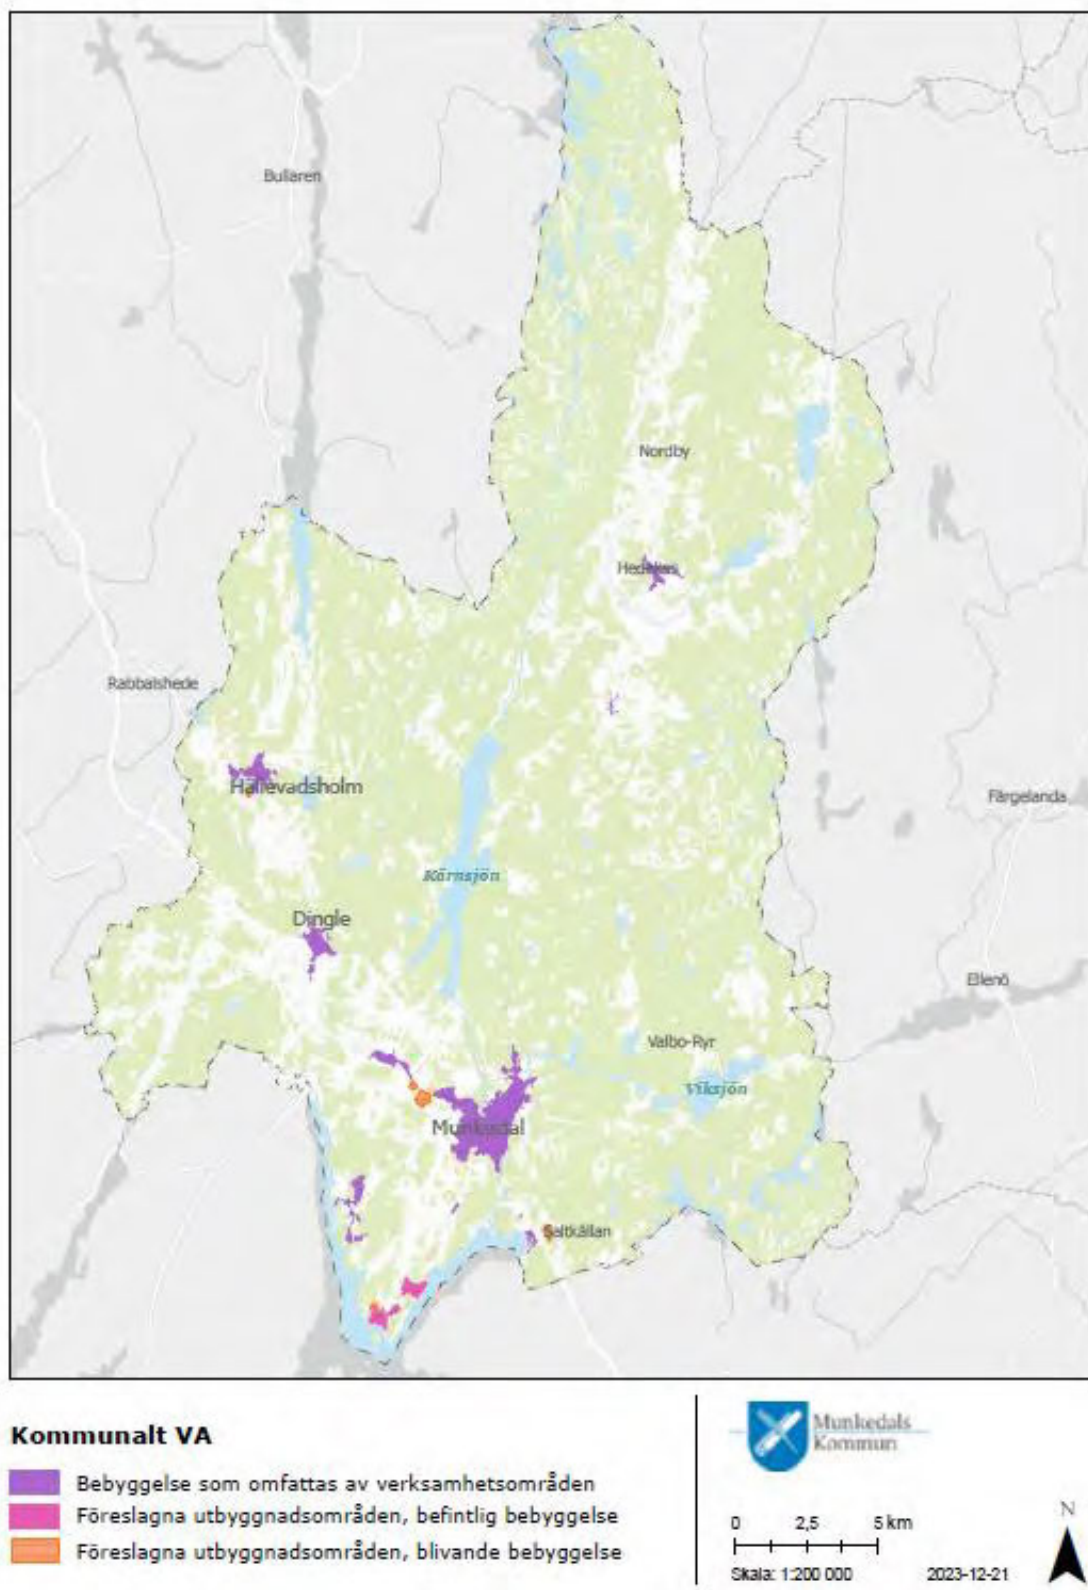 Bullaren
Nordby
Hedekas
Rabbalshede
Hällevadsholm
Färgelanda
Kärnsjön
Dingle
Ellenö
Valbo-Ryr
Viksjön
Munkedal
Saltkällan
Kommunalt VA
Bebyggelse som omfattas av verksamhetsområden
Föreslagna utbyggnadsområden, befintlig bebyggelse
Föreslagna utbyggnadsområden, blivande bebyggelse
Munkedals
Kommun
0 2,5 5 km
Skala: 1:200 000
2023-12-21
N